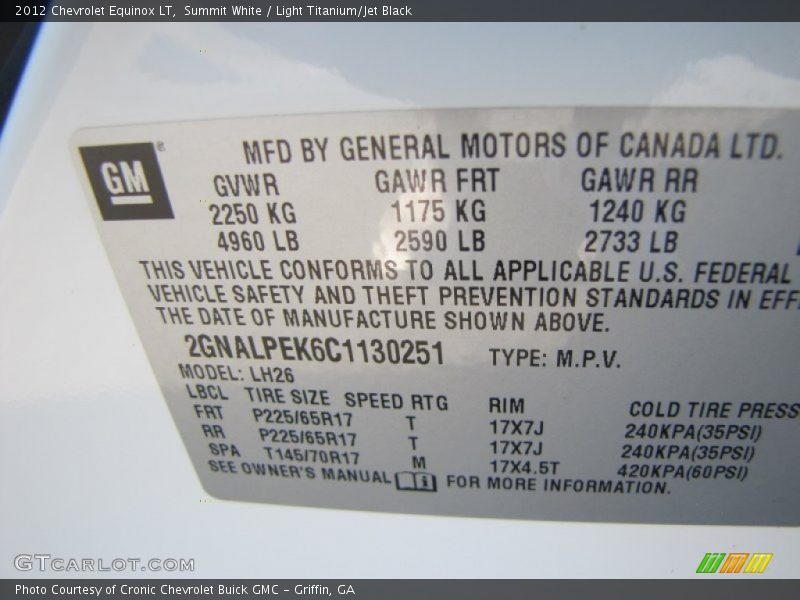 2012 Chevrolet Equinox LT,  Summit White / Light Titanium/Jet Black
GM
MFD BY GENERAL MOTORS OF CANADA LTD.
GVWR GAWR FRT GAWR RR
2250 KG 1175 KG 1240 KG
4960 LB 2590 LB 2733 LB
THIS VEHICLE CONFORMS TO ALL APPLICABLE U.S. FEDERAL
VEHICLE SAFETY AND THEFT PREVENTION STANDARDS IN EFF
THE DATE OF MANUFACTURE SHOWN ABOVE.
2GNALPEK6C1130251 TYPE: M.P.V.
MODEL: LH26
LBCL TIRE SIZE SPEED RTG RIM COLD TIRE PRESS
FRT P225/65R17 T 17X7J 240KPA(35PSI)
RR P225/65R17 T 17X7J 240KPA(35PSI)
SPA T145/70R17 M 17X4.5T 420KPA(60PSI)
SEE OWNER'S MANUAL FOR MORE INFORMATION.
GTCARLOT.COM
Photo Courtesy of Cronic Chevrolet Buick GMC - Griffin, GA